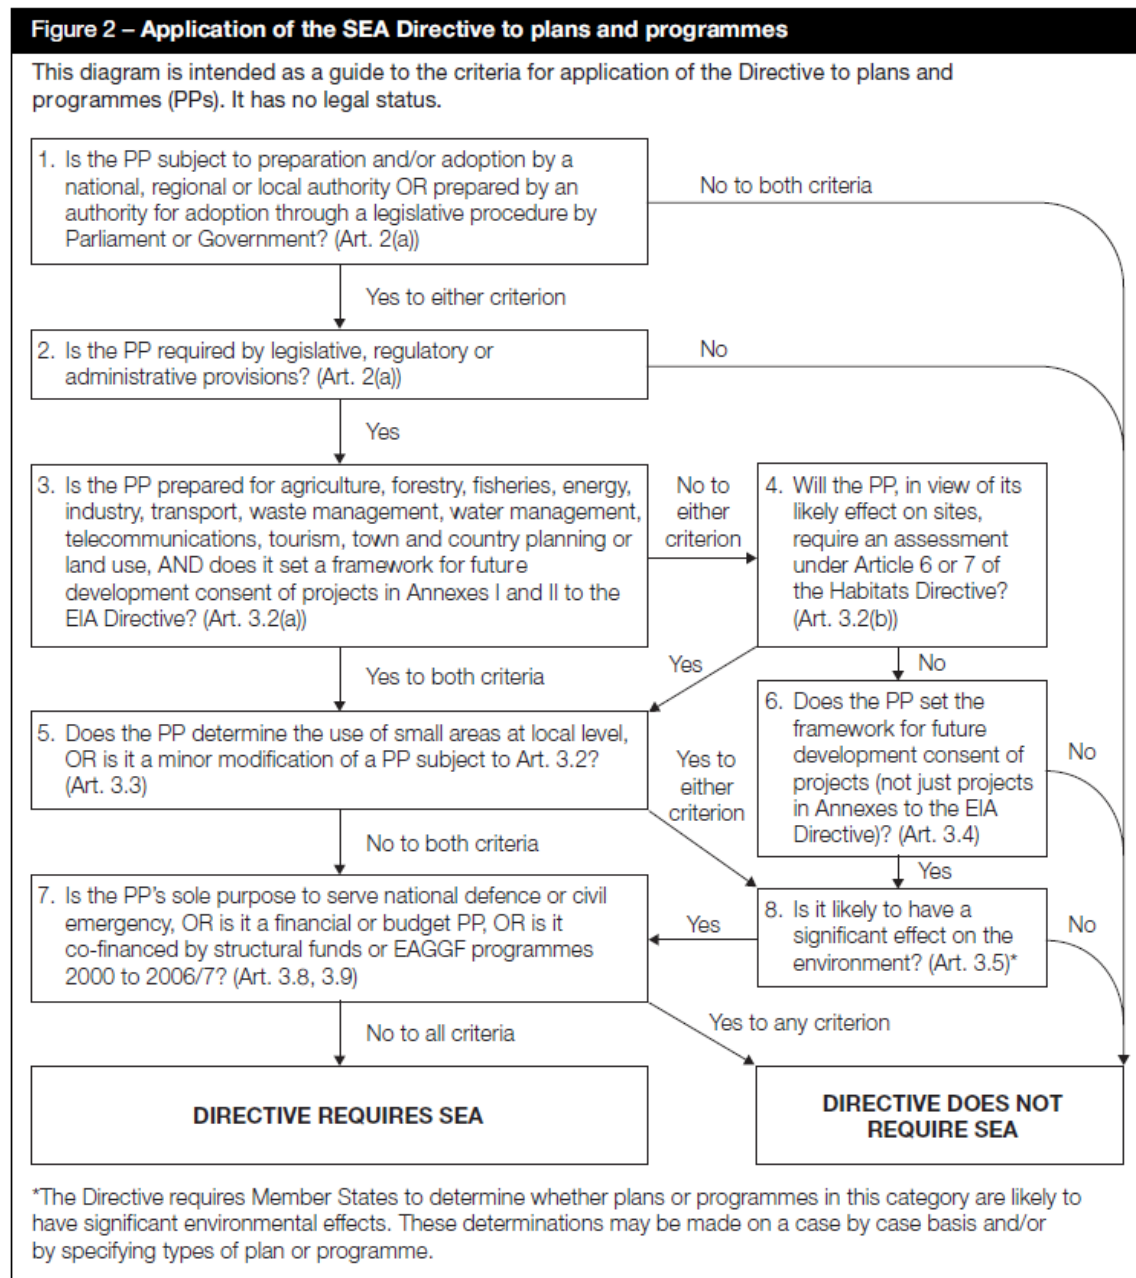 Figure 2 – Application of the SEA Directive to plans and programmes
This diagram is intended as a guide to the criteria for application of the Directive to plans and
programmes (PPs). It has no legal status.
1. Is the PP subject to preparation and/or adoption by a
national, regional or local authority OR prepared by an
authority for adoption through a legislative procedure by
Parliament or Government? (Art. 2(a))
No to both criteria
Yes to either criterion
2. Is the PP required by legislative, regulatory or
administrative provisions? (Art. 2(a))
No
Yes
3. Is the PP prepared for agriculture, forestry, fisheries, energy,
industry, transport, waste management, water management,
telecommunications, tourism, town and country planning or
land use, AND does it set a framework for future
development consent of projects in Annexes I and II to the
EIA Directive? (Art. 3.2(a))
No to
either
criterion
4. Will the PP, in view of its
likely effect on sites,
require an assessment
under Article 6 or 7 of
the Habitats Directive?
(Art. 3.2(b))
Yes to both criteria
Yes
No
5. Does the PP determine the use of small areas at local level,
OR is it a minor modification of a PP subject to Art. 3.2?
(Art. 3.3)
Yes to
either
criterion
6. Does the PP set the
framework for future
development consent of
projects (not just projects
in Annexes to the EIA
Directive)? (Art. 3.4)
No
No to both criteria
Yes
7. Is the PP's sole purpose to serve national defence or civil
emergency, OR is it a financial or budget PP, OR is it
co-financed by structural funds or EAGGF programmes
2000 to 2006/7? (Art. 3.8, 3.9)
Yes
8. Is it likely to have a
significant effect on the
environment? (Art. 3.5)*
No
No to all criteria
Yes to any criterion
DIRECTIVE REQUIRES SEA
DIRECTIVE DOES NOT
REQUIRE SEA
*The Directive requires Member States to determine whether plans or programmes in this category are likely to
have significant environmental effects. These determinations may be made on a case by case basis and/or
by specifying types of plan or programme.